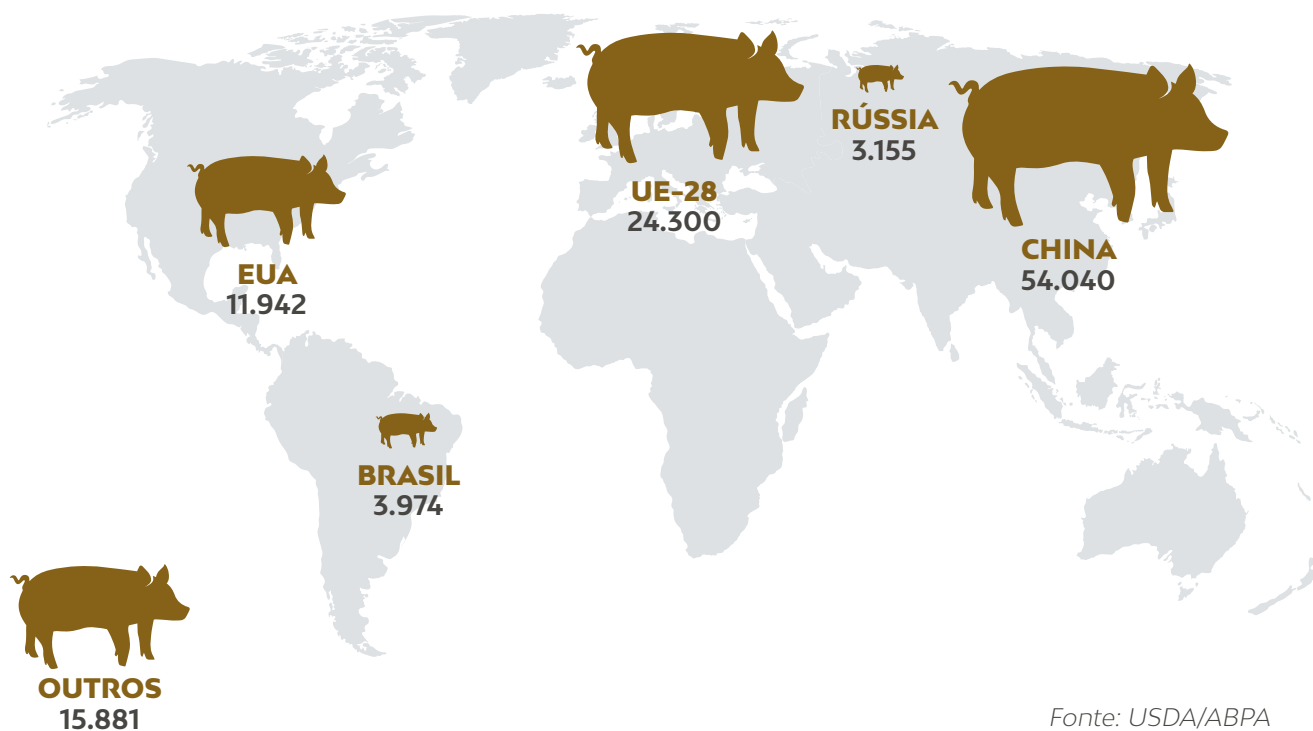 RÚSSIA
3.155
UE-28
24.300
CHINA
54.040
EUA
11.942
BRASIL
3.974
OUTROS
15.881
Fonte: USDA/ABPA